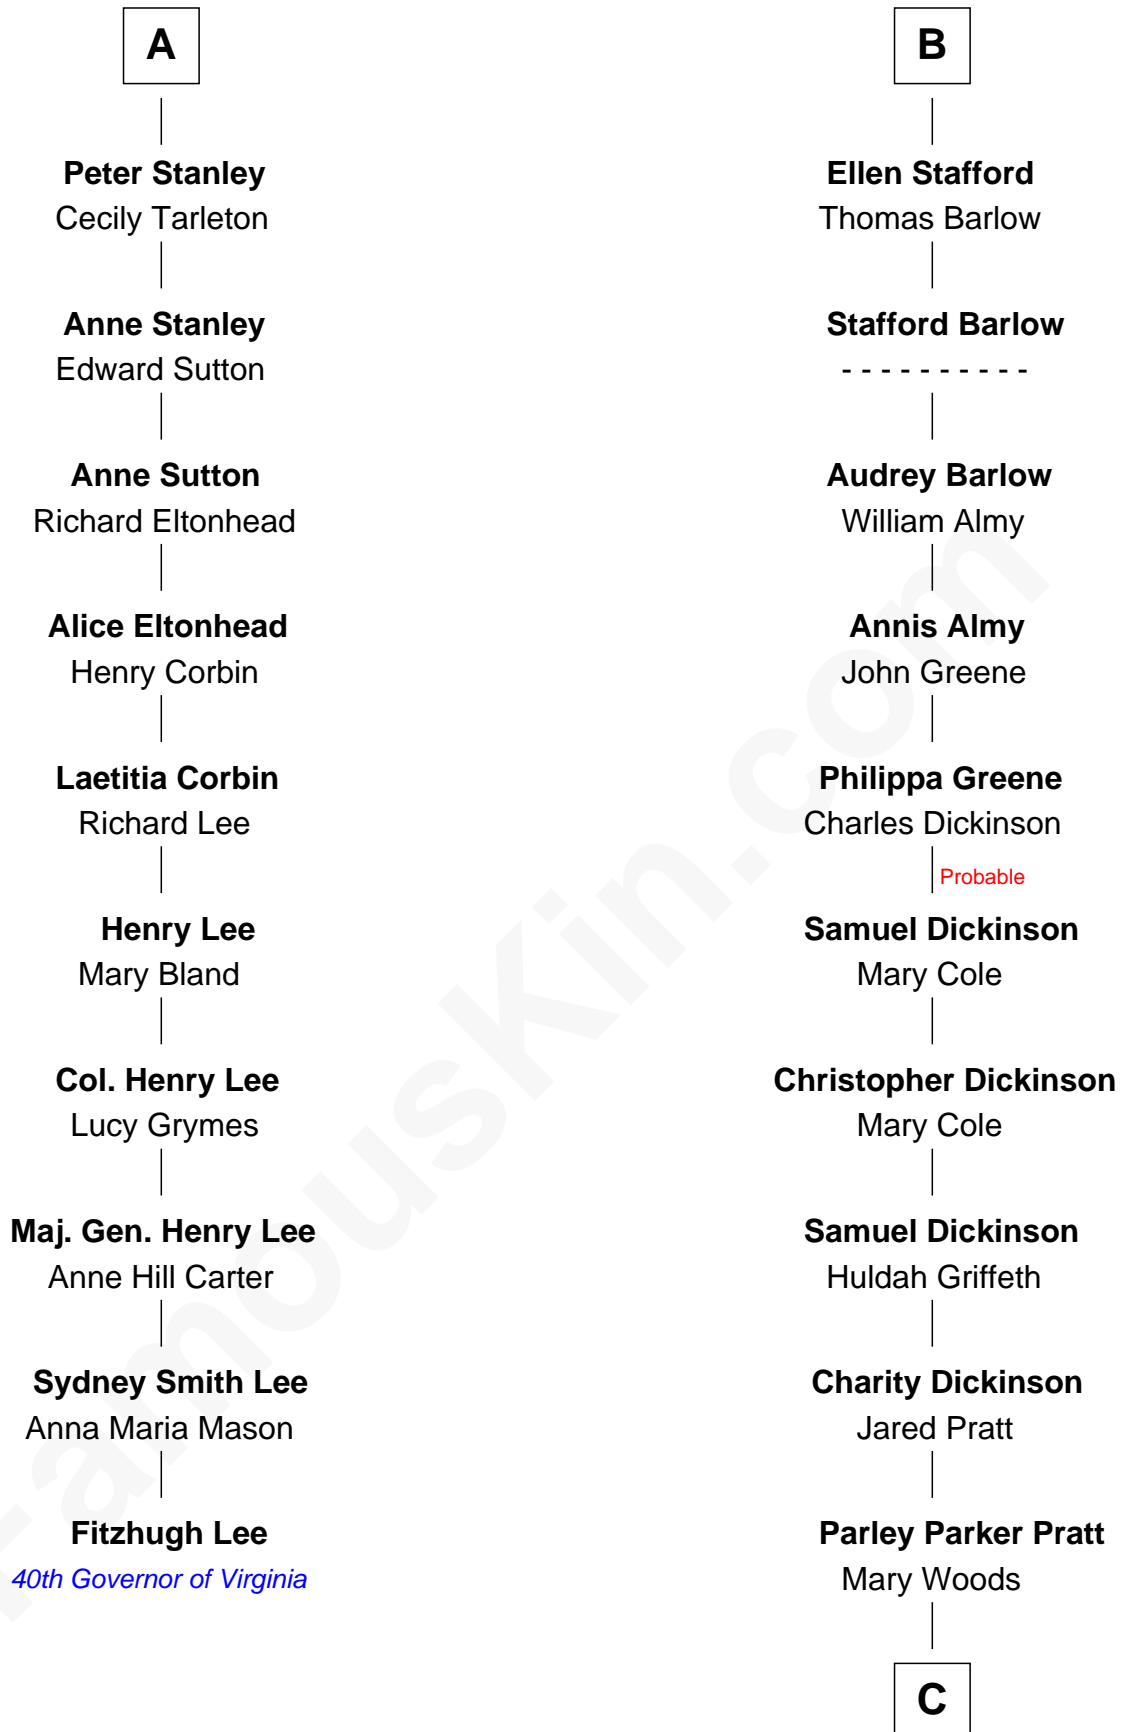 A
Peter Stanley
Cecily Tarleton
Anne Stanley
Edward Sutton
Anne Sutton
Richard Eltonhead
Alice Eltonhead
Henry Corbin
Laetitia Corbin
Richard Lee
Henry Lee
Mary Bland
Col. Henry Lee
Lucy Grymes
Maj. Gen. Henry Lee
Anne Hill Carter
Sydney Smith Lee
Anna Maria Mason
Fitzhugh Lee
40th Governor of Virginia
B
Ellen Stafford
Thomas Barlow
Stafford Barlow
- - - - - - - - - -
Audrey Barlow
William Almy
Annis Almy
John Greene
Philippa Greene
Charles Dickinson
Probable
Samuel Dickinson
Mary Cole
Christopher Dickinson
Mary Cole
Samuel Dickinson
Huldah Griffeth
Charity Dickinson
Jared Pratt
Parley Parker Pratt
Mary Woods
C
FamousKin.com